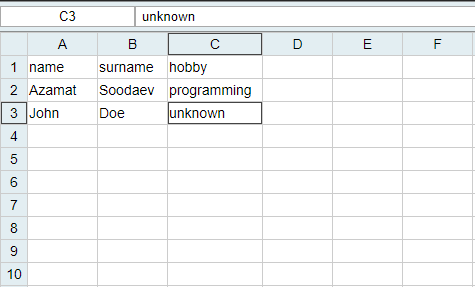 C3 unknown
A B C D E F
1 name surname hobby
2 Azamat Soodaev programming
3 John Doe unknown
4
5
6
7
8
9
10